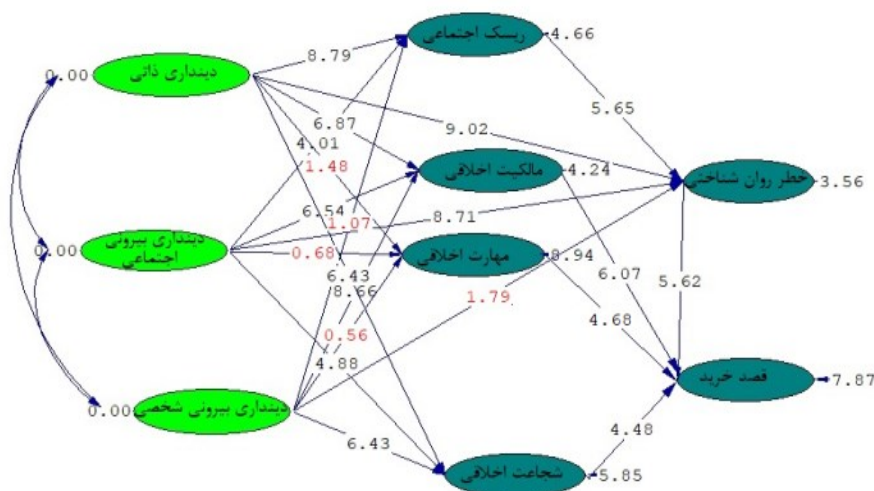 ریسک اجتماعی
4.66
8.79
دینداری ذاتی
0.00
5.65
6.87
9.02
4.01
1.48
مالکیت اخلاقی
4.24
خطر روان شناختی
3.56
6.54
8.71
1.07
دینداری بیرونی
اجتماعی
0.00
0.68
مهارت اخلاقی
8.94
6.43
6.07
8.66
1.79
5.62
0.56
4.68
4.88
قصد خرید
7.87
دینداری بیرونی شخصی
0.00
6.43
4.48
شجاعت اخلاقی
5.85